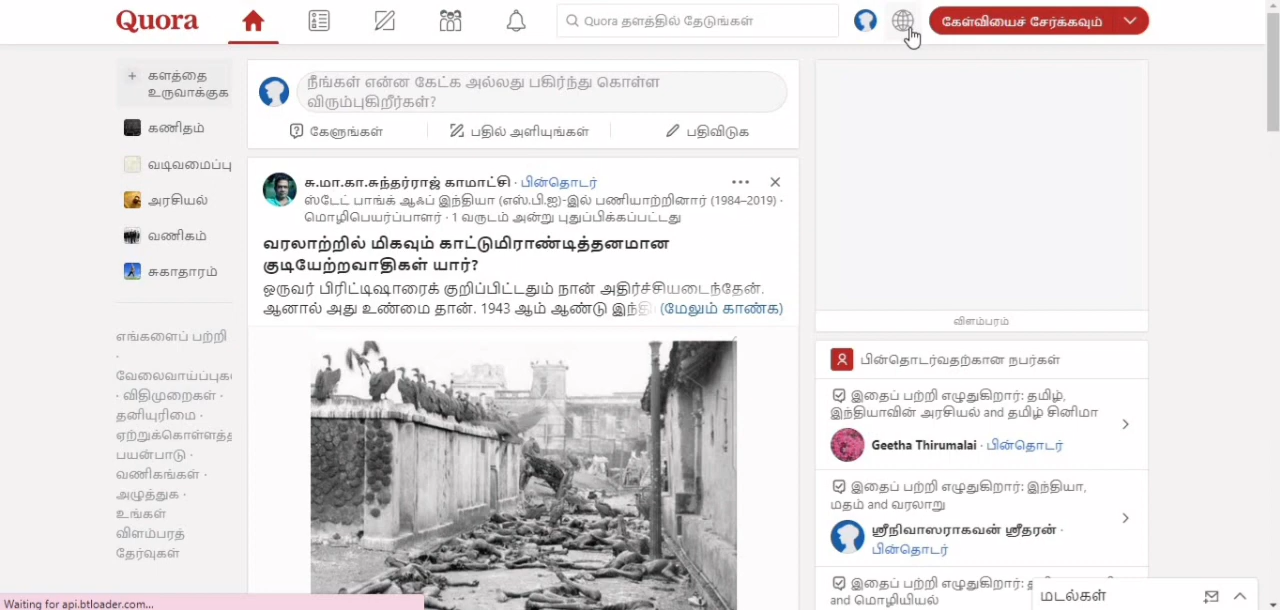 Quora
Quora தளத்தில் தேடுங்கள்
கேள்வியைச் சேர்க்கவும்
+ களத்தை
உருவாக்குக
கணிதம்
வடிவமைப்பு
அரசியல்
வணிகம்
சுகாதாரம்
எங்களைப் பற்றி
·
வேலைவாய்ப்புக
· விதிமுறைகள் ·
தனியுரிமை ·
ஏற்றுக்கொள்ளத்
பயன்பாடு ·
வணிகங்கள் ·
அழுத்துக ·
உங்கள்
விளம்பரத்
தேர்வுகள்
நீங்கள் என்ன கேட்க அல்லது பகிர்ந்து கொள்ள
விரும்புகிறீர்கள்?
கேளுங்கள்
பதில் அளியுங்கள்
பதிவிடுக
சு.மா.கா.சுந்தர்ராஜ் காமாட்சி · பின்தொடர்
ஸ்டேட் பாங்க் ஆஃப் இந்தியா (எஸ்.பி.ஐ)-இல் பணியாற்றினார் (1984–2019) ·
மொழிபெயர்ப்பாளர் · 1 வருடம் அன்று புதுப்பிக்கப்பட்டது
வரலாற்றில் மிகவும் காட்டுமிராண்டித்தனமான
குடியேற்றவாதிகள் யார்?
ஒருவர் பிரிட்டிஷாரைக் குறிப்பிட்டதும் நான் அதிர்ச்சியடைந்தேன்.
ஆனால் அது உண்மை தான். 1943 ஆம் ஆண்டு இந்தி (மேலும் காண்க)
விளம்பரம்
பின்தொடர்வதற்கான நபர்கள்
இதைப் பற்றி எழுதுகிறார்: தமிழ்,
இந்தியாவின் அரசியல் and தமிழ் சினிமா
Geetha Thirumalai · பின்தொடர்
இதைப் பற்றி எழுதுகிறார்: இந்தியா,
மதம் and வரலாறு
ஸ்ரீநிவாஸராகவன் ஸ்ரீதரன் ·
பின்தொடர்
இதைப் பற்றி எழுதுகிறார்:
and மொழியியல்
மடல்கள்
Waiting for api.btloader.com...